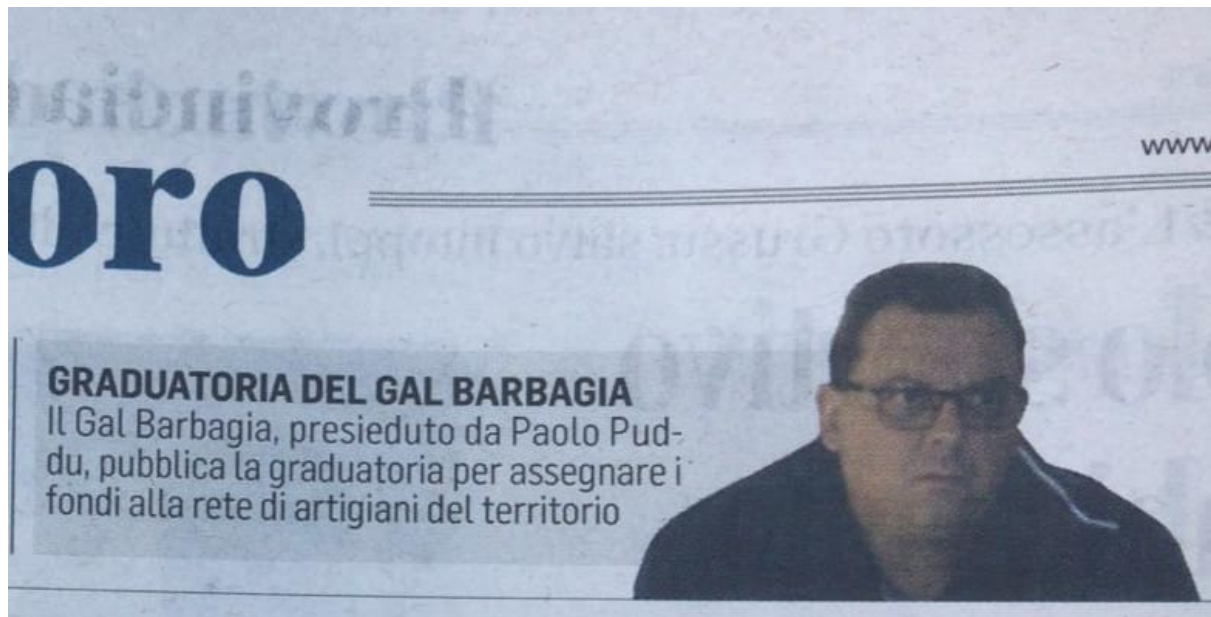 www
oro
GRADUATORIA DEL GAL BARBAGIA
Il Gal Barbagia, presieduto da Paolo Pud-
du, pubblica la graduatoria per assegnare i
fondi alla rete di artigiani del territorio